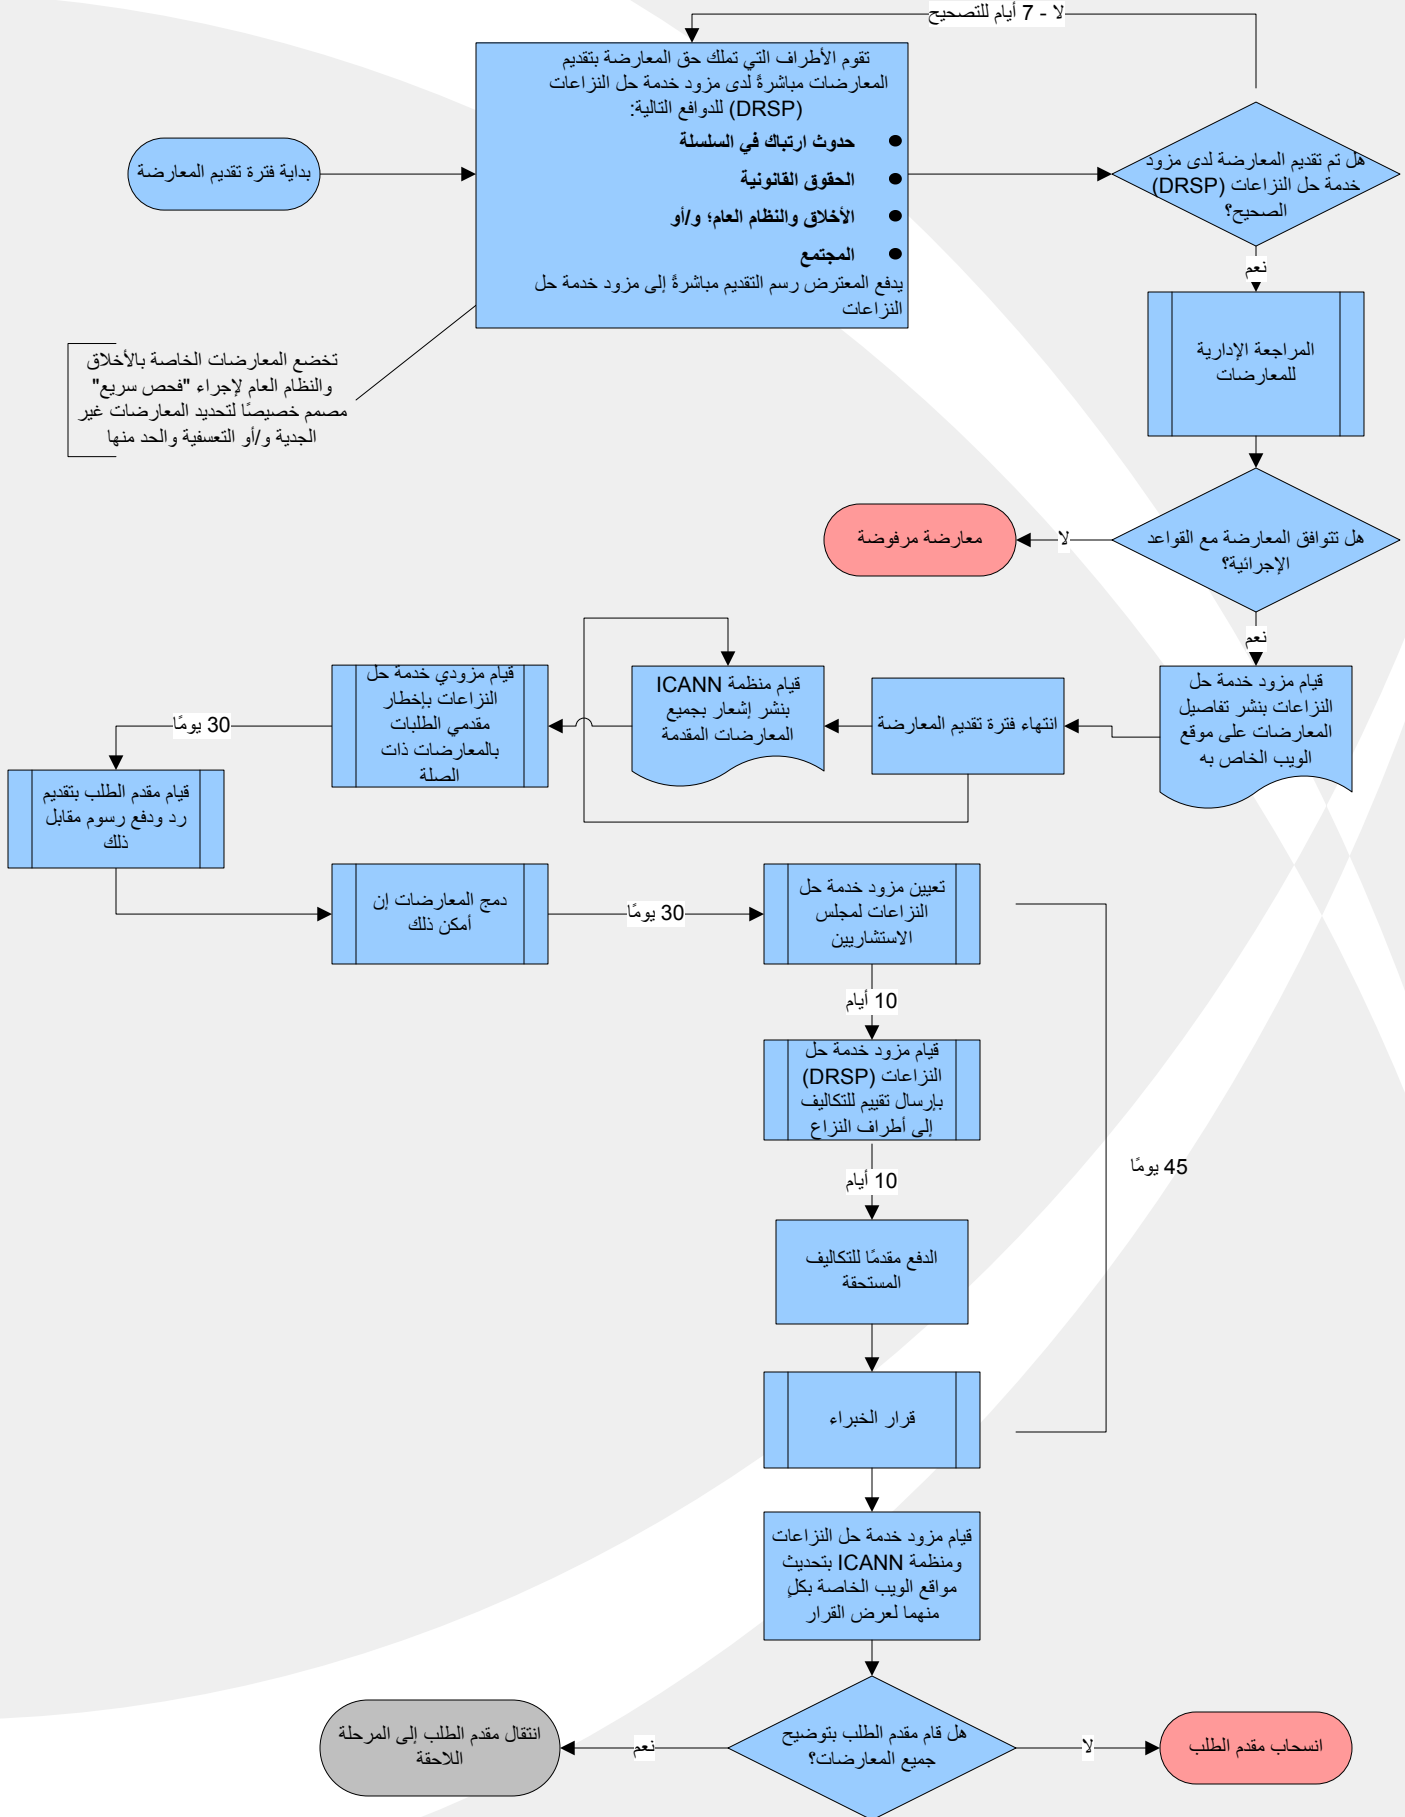 لا - 7 أيام للتصحيح
بداية فترة تقديم المعارضة
تقوم الأطراف التي تملك حق المعارضة بتقديم
المعارضات مباشرةً لدى مزود خدمة حل النزاعات
(DRSP) للدوافع التالية:
● حدوث ارتباك في السلسلة
● الحقوق القانونية
● الأخلاق والنظام العام؛ و/أو
● المجتمع
يدفع المعترض رسم التقديم مباشرةً إلى مزود خدمة حل
النزاعات
هل تم تقديم المعارضة لدى مزود
خدمة حل النزاعات (DRSP)
الصحيح؟
نعم
تخضع المعارضات الخاصة بالأخلاق
والنظام العام لإجراء "فحص سريع"
مصمم خصيصًا لتحديد المعارضات غير
الجدية و/أو التعسفية والحد منها
المراجعة الإدارية
للمعارضات
هل تتوافق المعارضة مع القواعد
الإجرائية؟
لا
معارضة مرفوضة
نعم
قيام مزود خدمة حل
النزاعات بنشر تفاصيل
المعارضات على موقع
الويب الخاص به
انتهاء فترة تقديم المعارضة
قيام منظمة ICANN
بنشر إشعار بجميع
المعارضات المقدمة
قيام مزودي خدمة حل
النزاعات بإخطار
مقدمي الطلبات
بالمعارضات ذات
الصلة
30 يومًا
قيام مقدم الطلب بتقديم
رد ودفع رسوم مقابل
ذلك
دمج المعارضات إن
أمكن ذلك
30 يومًا
تعيين مزود خدمة حل
النزاعات لمجلس
الاستشاريين
10 أيام
قيام مزود خدمة حل
النزاعات (DRSP)
بإرسال تقييم للتكاليف
إلى أطراف النزاع
45 يومًا
10 أيام
الدفع مقدمًا للتكاليف
المستحقة
قرار الخبراء
قيام مزود خدمة حل النزاعات
ومنظمة ICANN بتحديث
مواقع الويب الخاصة بكلٍ
منهما لعرض القرار
هل قام مقدم الطلب بتوضيح
جميع المعارضات؟
لا
انسحاب مقدم الطلب
نعم
انتقال مقدم الطلب إلى المرحلة
اللاحقة